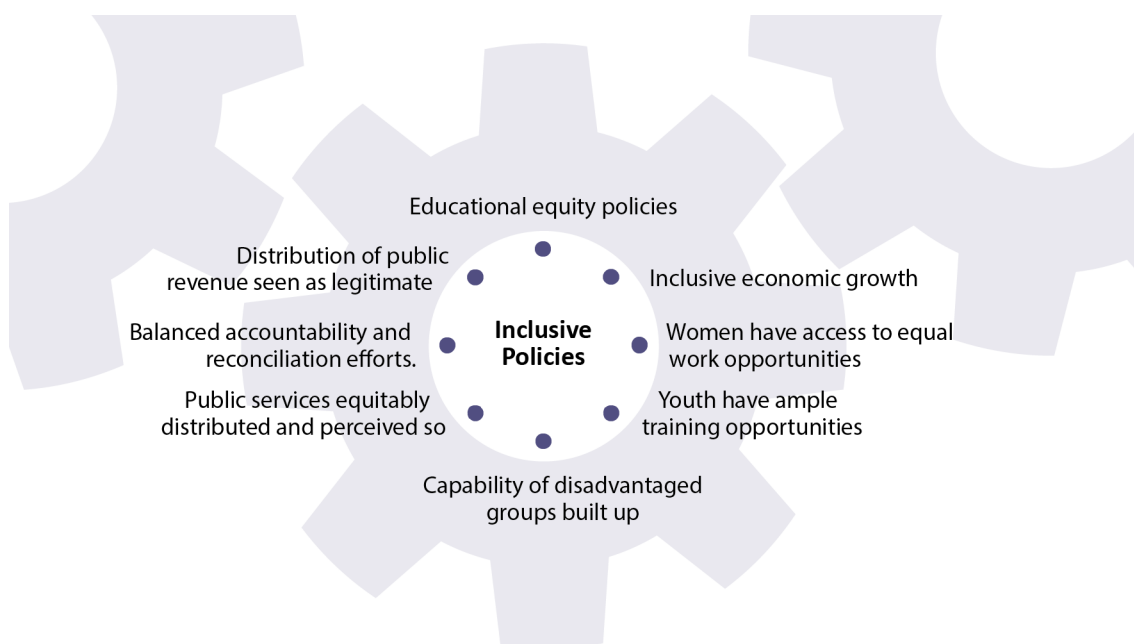 Educational equity policies
Distribution of public
revenue seen as legitimate
Inclusive economic growth
Balanced accountability and
reconciliation efforts.
Inclusive
Policies
Women have access to equal
work opportunities
Public services equitably
distributed and perceived so
Youth have ample
training opportunities
Capability of disadvantaged
groups built up